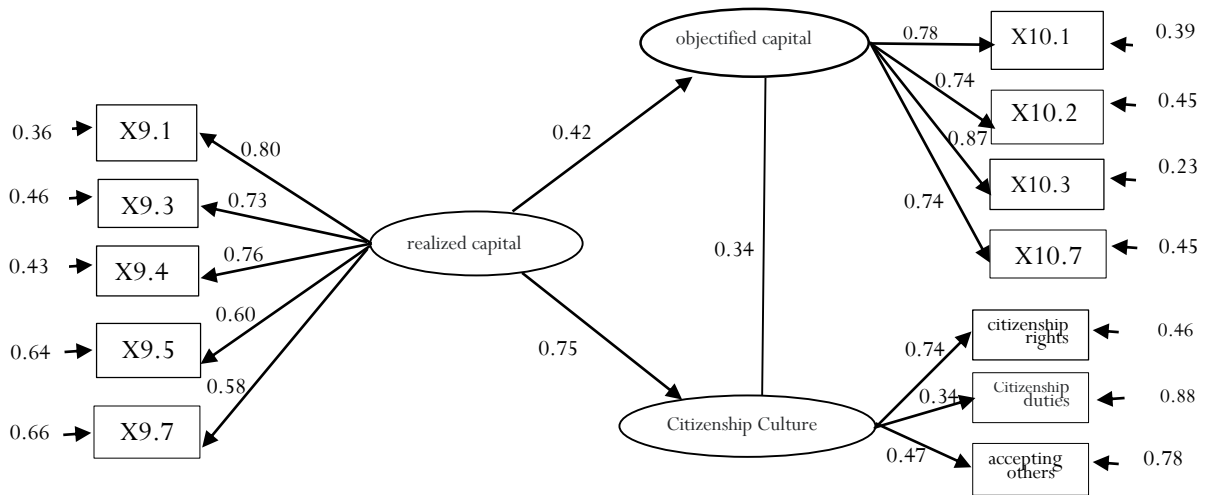 objectified capital
0.78
X10.1
0.39
0.74
X10.2
0.45
0.87
X10.3
0.23
0.74
X10.7
0.45
0.36
X9.1
0.80
0.46
X9.3
0.73
0.43
X9.4
0.76
0.64
X9.5
0.60
0.66
X9.7
0.58
realized capital
0.42
0.34
0.75
Citizenship Culture
0.74
citizenship
rights
0.46
0.34
Citizenship
duties
0.88
0.47
accepting
others
0.78